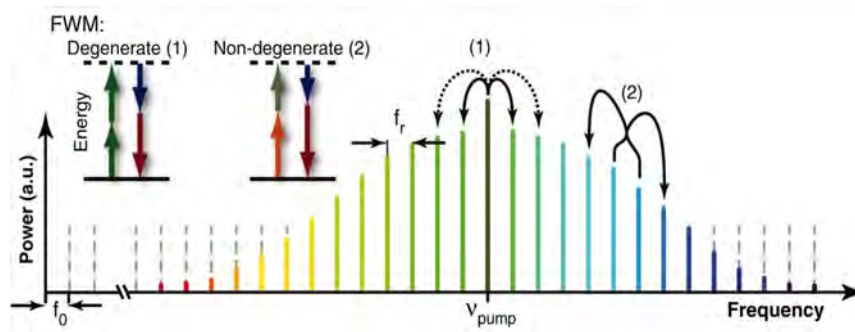 FWM:
Degenerate (1)
Non-degenerate (2)
Energy
(1)
(2)
f_r
Power (a.u.)
f_0
ν_pump
Frequency